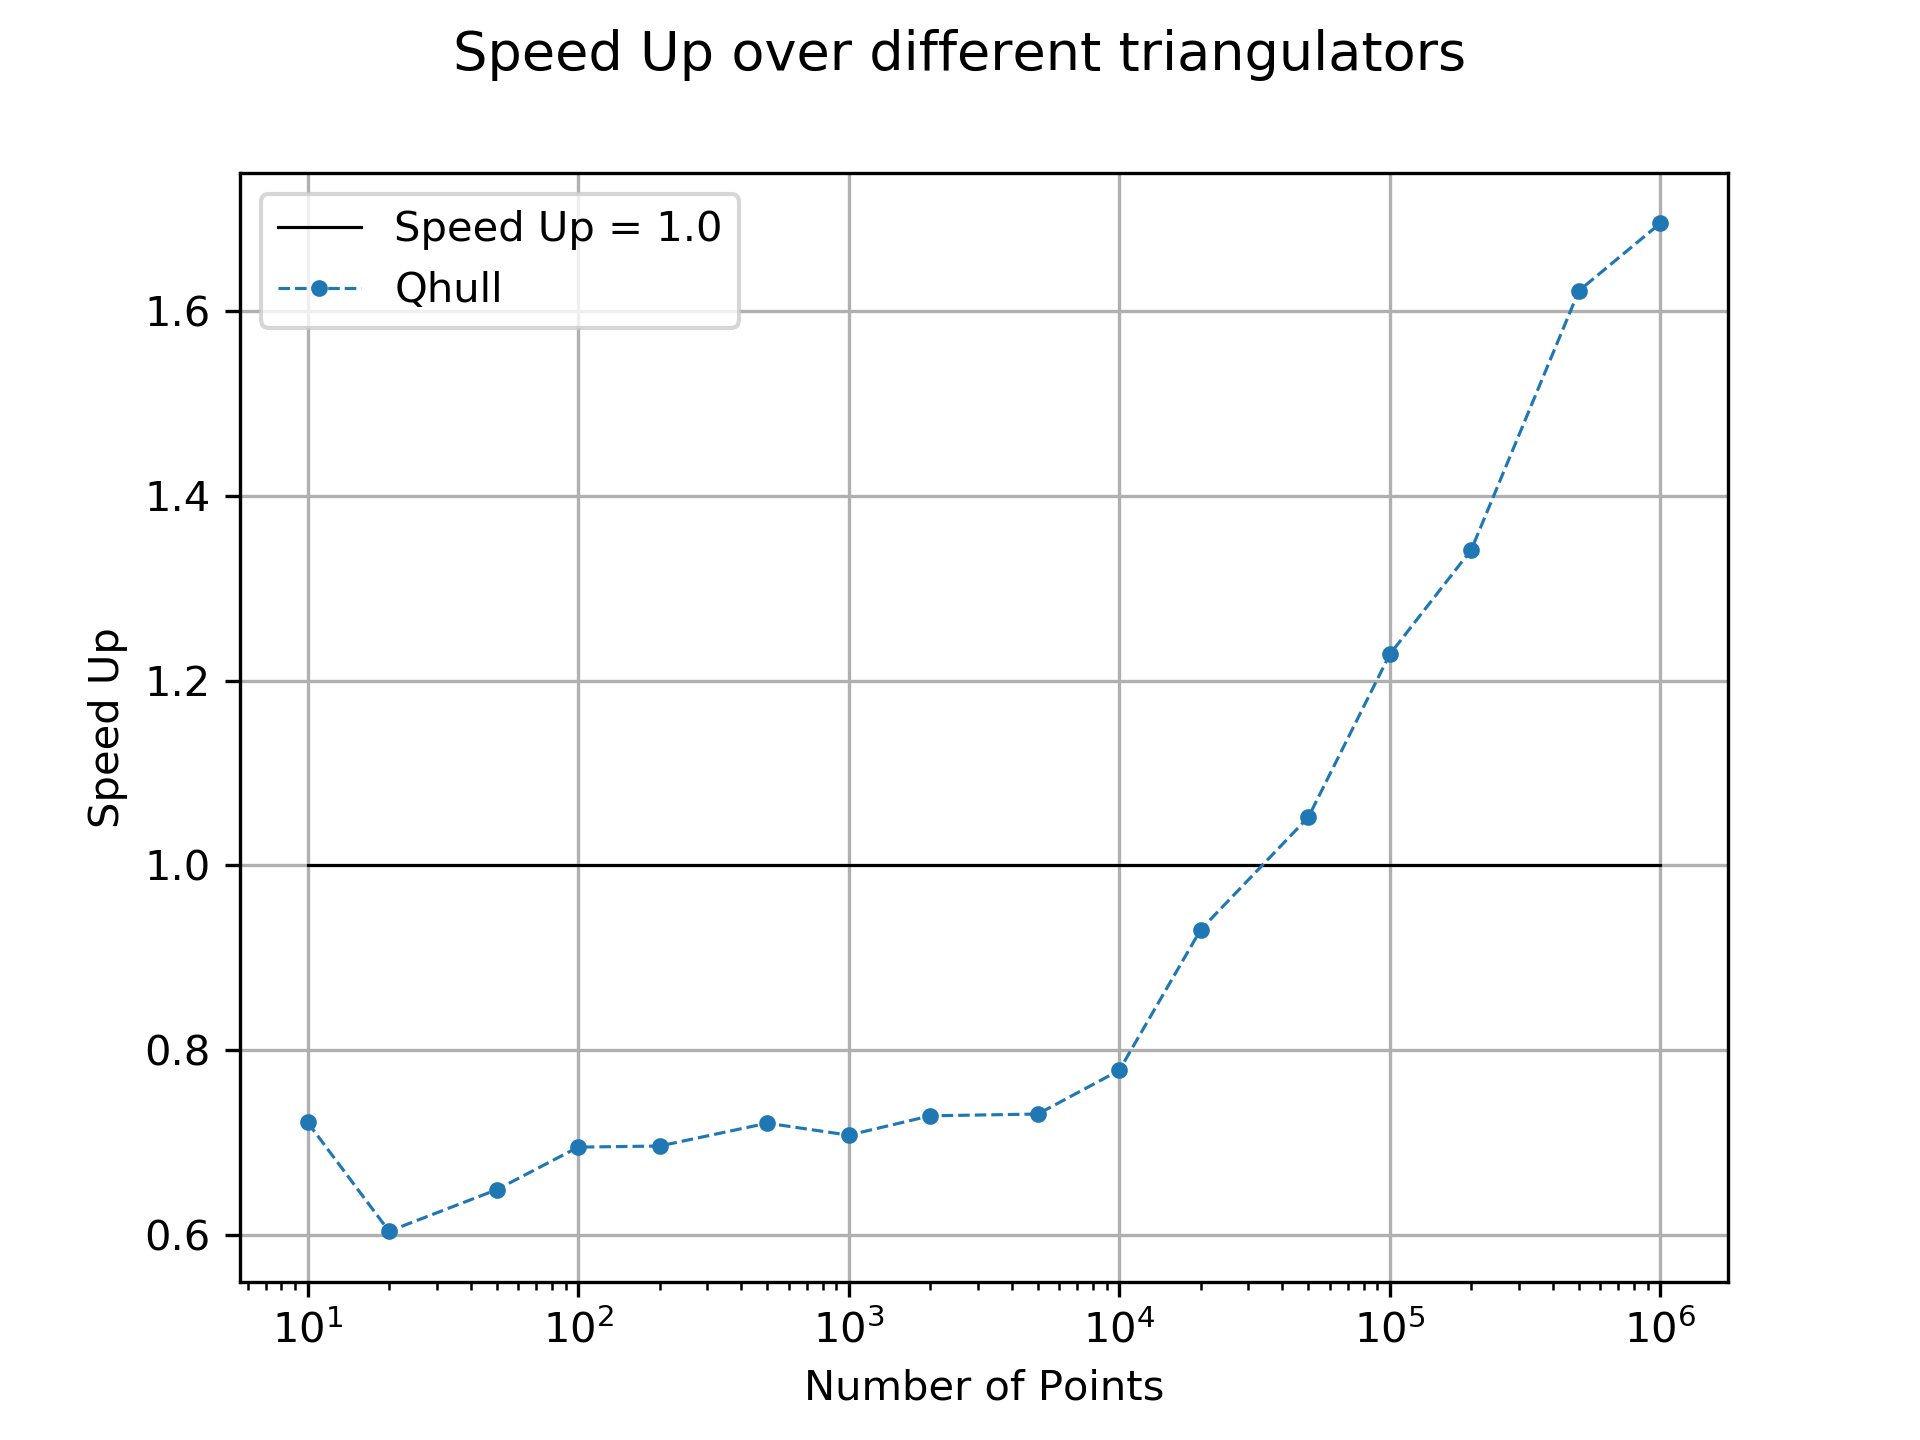 Speed Up over different triangulators
Speed Up = 1.0
Qhull
1.6
1.4
1.2
1.0
0.8
0.6
Speed Up
10¹ 10² 10³ 10⁴ 10⁵ 10⁶
Number of Points